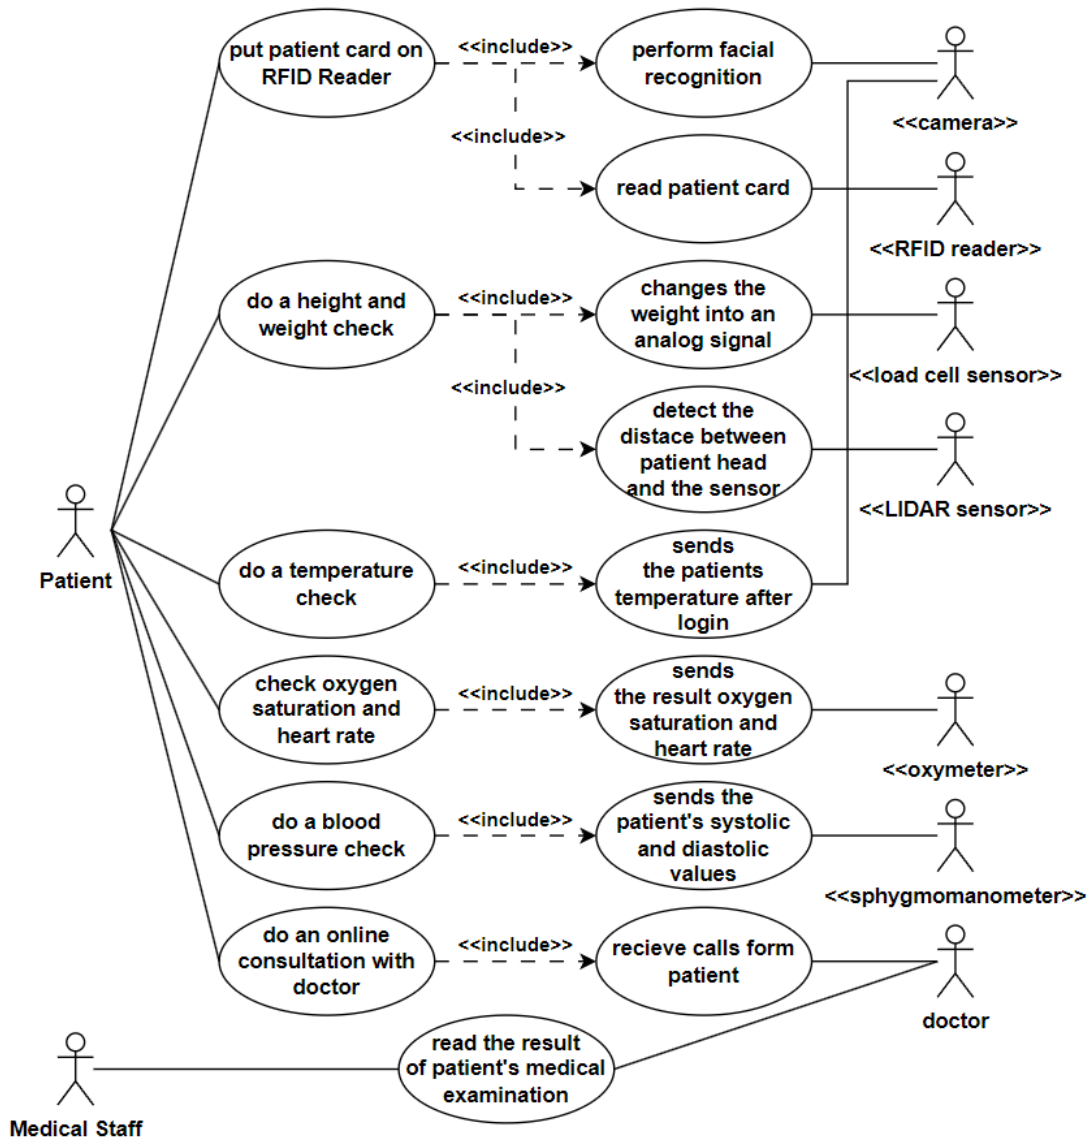 put patient card on
RFID Reader
<<include>>
perform facial
recognition
<<camera>>
<<include>>
read patient card
<<RFID reader>>
do a height and
weight check
<<include>>
changes the
weight into an
analog signal
<<load cell sensor>>
<<include>>
detect the
distace between
patient head
and the sensor
<<LIDAR sensor>>
Patient
do a temperature
check
<<include>>
sends
the patients
temperature after
login
check oxygen
saturation and
heart rate
<<include>>
sends
the result oxygen
saturation and
heart rate
<<oxymeter>>
do a blood
pressure check
<<include>>
sends the
patient's systolic
and diastolic
values
<<sphygmomanometer>>
do an online
consultation with
doctor
<<include>>
recieve calls form
patient
doctor
read the result
of patient's medical
examination
Medical Staff